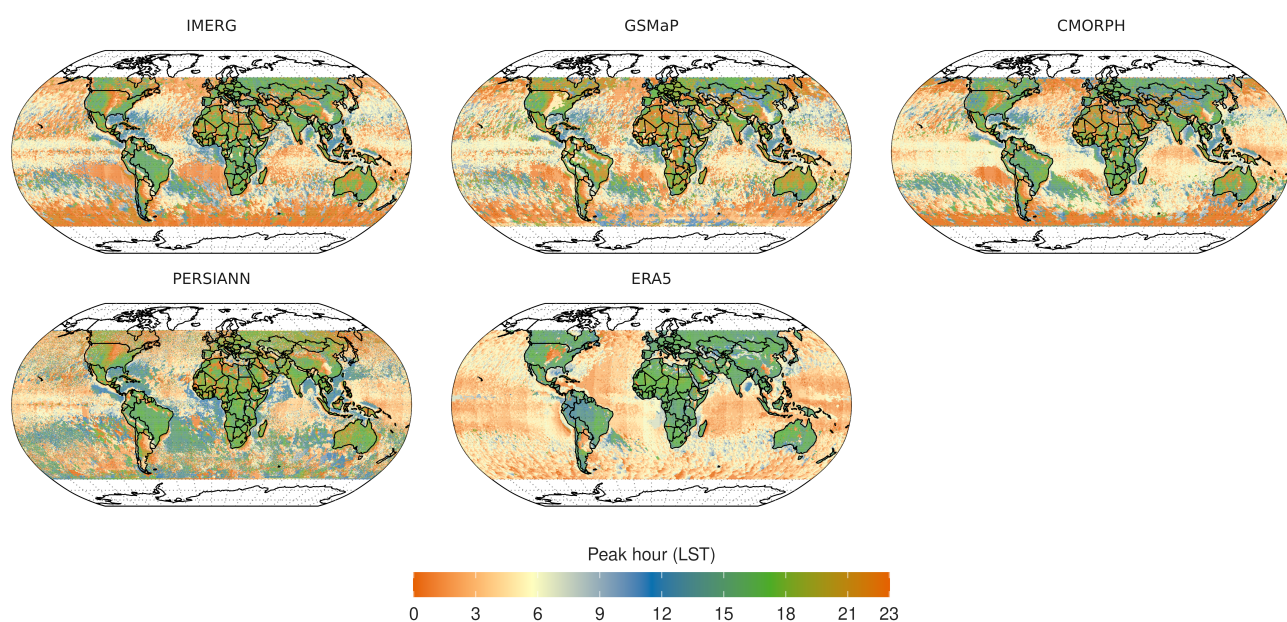 IMERG GSMaP CMORPH
PERSIANN ERA5
Peak hour (LST)
0 3 6 9 12 15 18 21 23